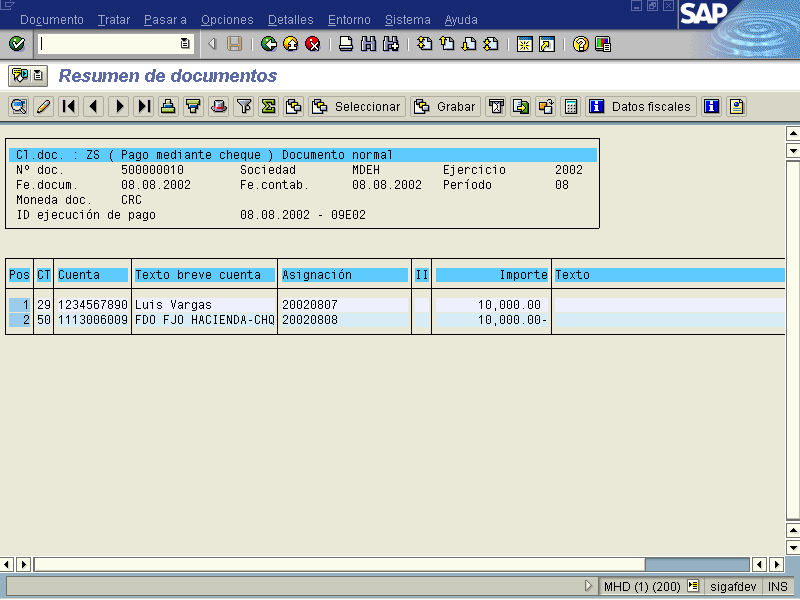 Documento Tratar Pasar a Opciones Detalles Entorno Sistema Ayuda
SAP
Resumen de documentos
Seleccionar Grabar Datos fiscales
Cl.doc. : ZS ( Pago mediante cheque ) Documento normal
Nº doc. 500000010 Sociedad MDEH Ejercicio 2002
Fe.docum. 08.08.2002 Fe.contab. 08.08.2002 Período 08
Moneda doc. CRC
ID ejecución de pago 08.08.2002 - 09E02
Pos CT Cuenta Texto breve cuenta Asignación II Importe Texto
1 29 1234567890 Luis Vargas 20020807 10,000.00
2 50 1113006009 FDO FJO HACIENDA-CHQ 20020808 10,000.00-
MHD (1) (200) sigafdev INS